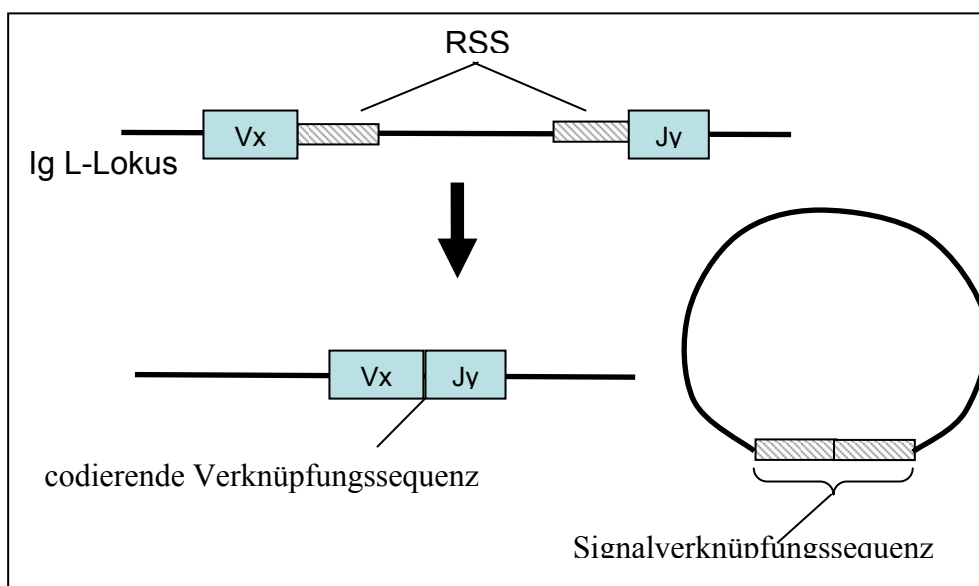 RSS
Vx
Jy
Ig L-Lokus
Vx
Jy
codierende Verknüpfungssequenz
Signalverknüpfungssequenz